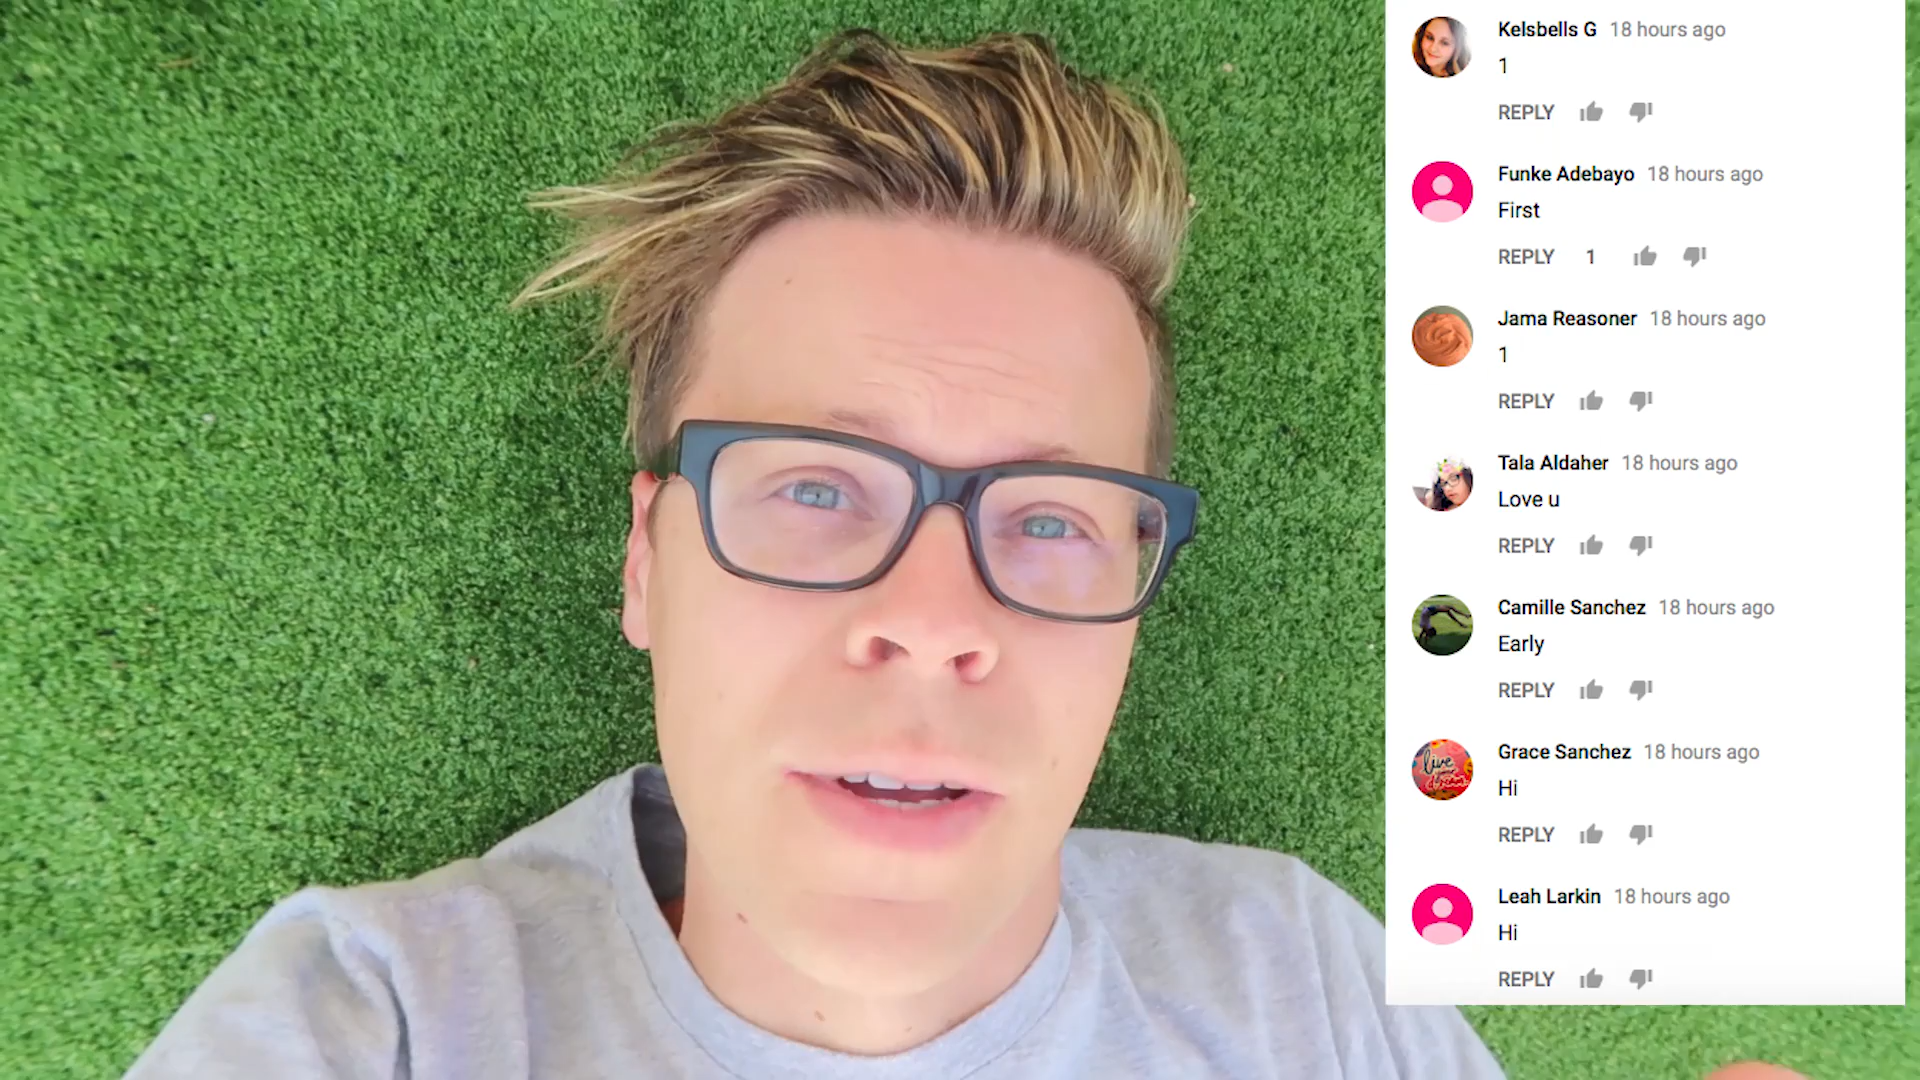 Kelsbells G 18 hours ago
1
REPLY
Funke Adebayo 18 hours ago
First
REPLY 1
Jama Reasoner 18 hours ago
1
REPLY
Tala Aldaher 18 hours ago
Love u
REPLY
Camille Sanchez 18 hours ago
Early
REPLY
Grace Sanchez 18 hours ago
live
Hi
REPLY
Leah Larkin 18 hours ago
Hi
REPLY